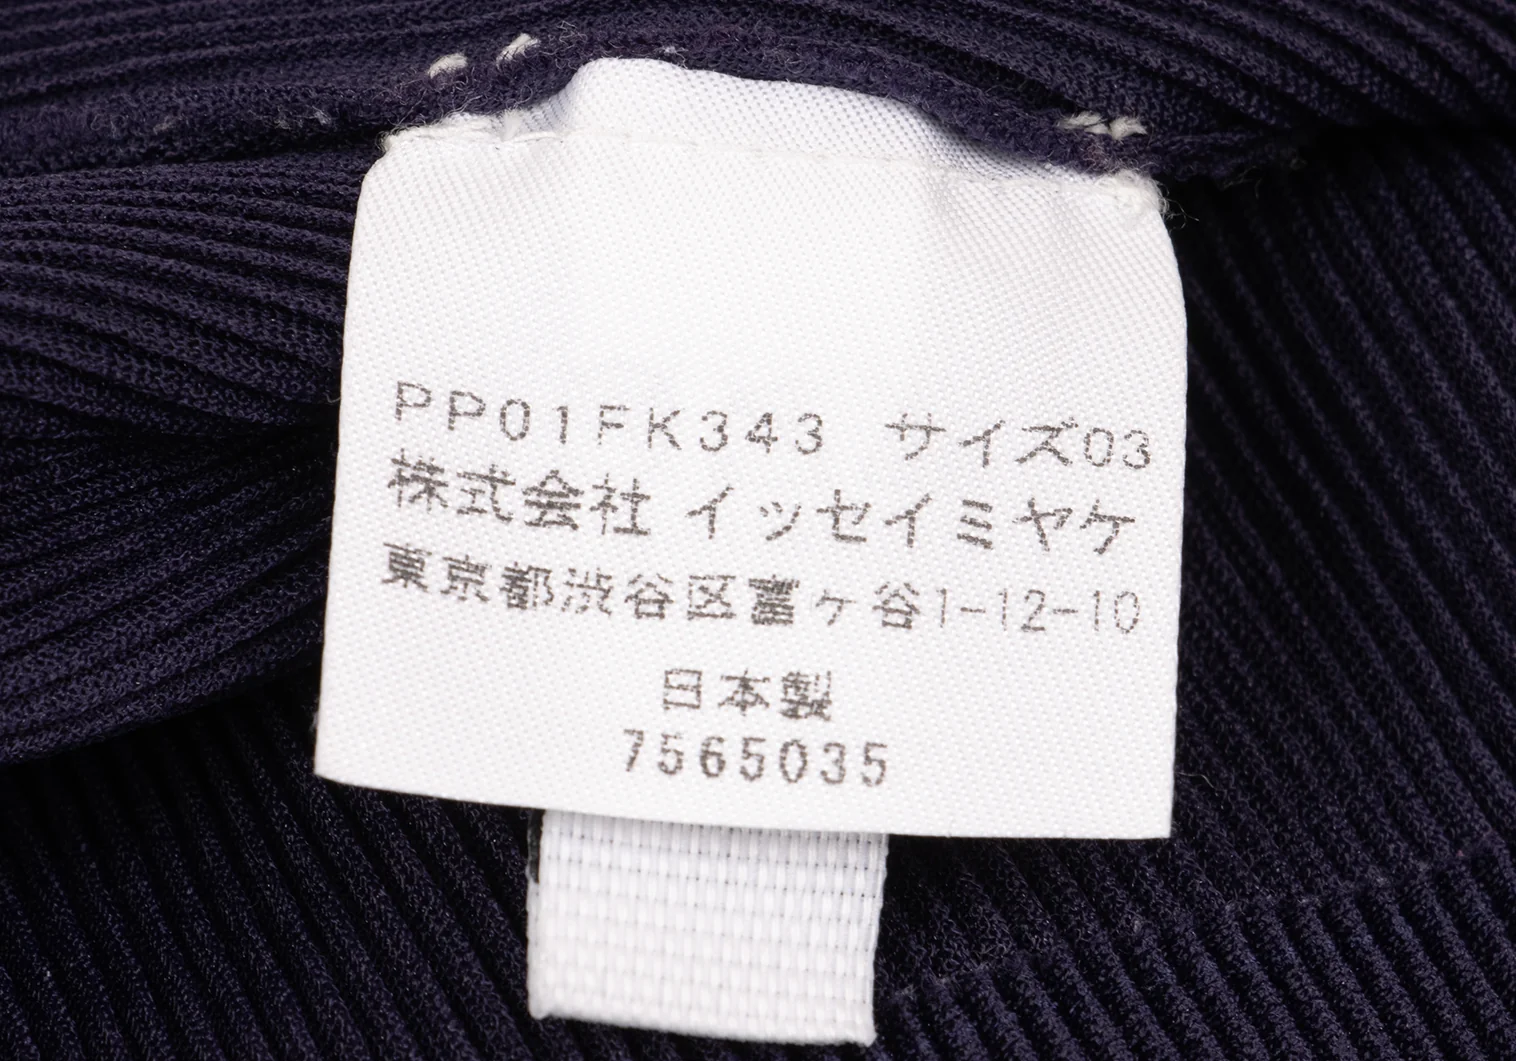 PP01FK343 サイズ03
株式会社 イッセイミヤケ
東京都渋谷区富ヶ谷1-12-10
日本製
7565035